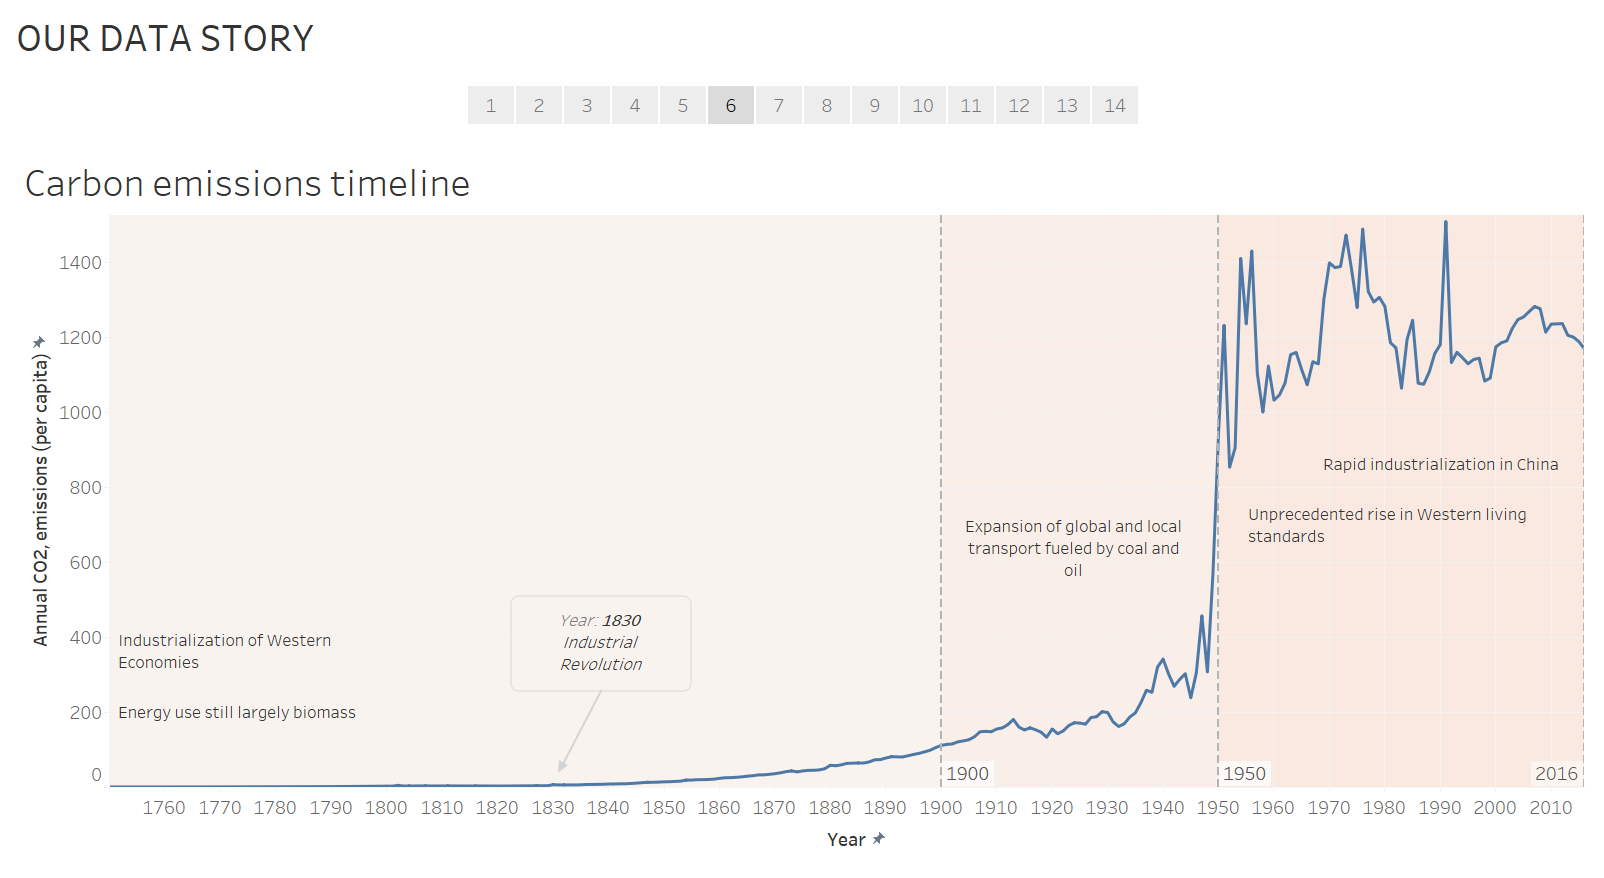 OUR DATA STORY
1 2 3 4 5 6 7 8 9 10 11 12 13 14
Carbon emissions timeline
Annual CO2, emissions (per capita)
1400
1200
1000
800
600
400
200
0
Industrialization of Western
Economies
Energy use still largely biomass
Year: 1830
Industrial
Revolution
Expansion of global and local
transport fueled by coal and
oil
Rapid industrialization in China
Unprecedented rise in Western living
standards
1900
1950
2016
1760 1770 1780 1790 1800 1810 1820 1830 1840 1850 1860 1870 1880 1890 1900 1910 1920 1930 1940 1950 1960 1970 1980 1990 2000 2010
Year